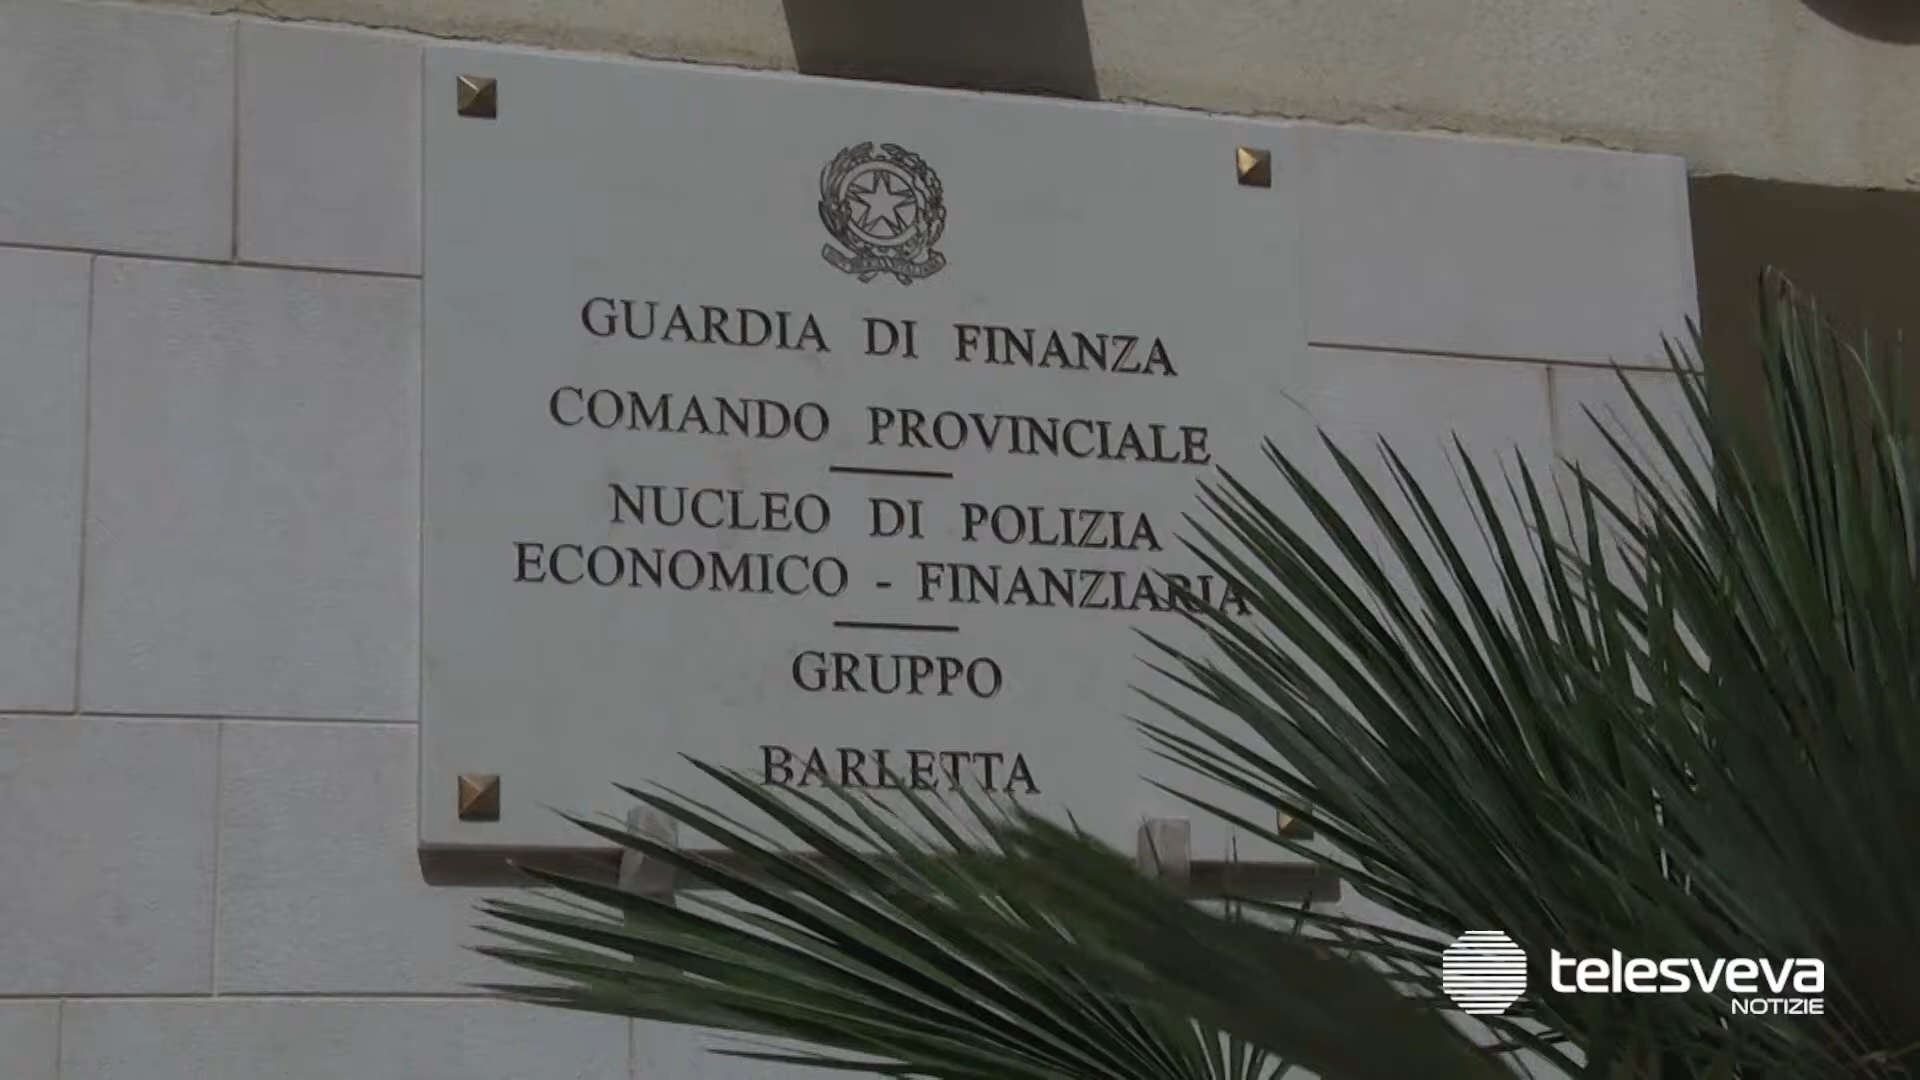 GUARDIA DI FINANZA
COMANDO PROVINCIALE
NUCLEO DI POLIZIA
ECONOMICO - FINANZIARIA
GRUPPO
BARLETTA
telesveva
NOTIZIE